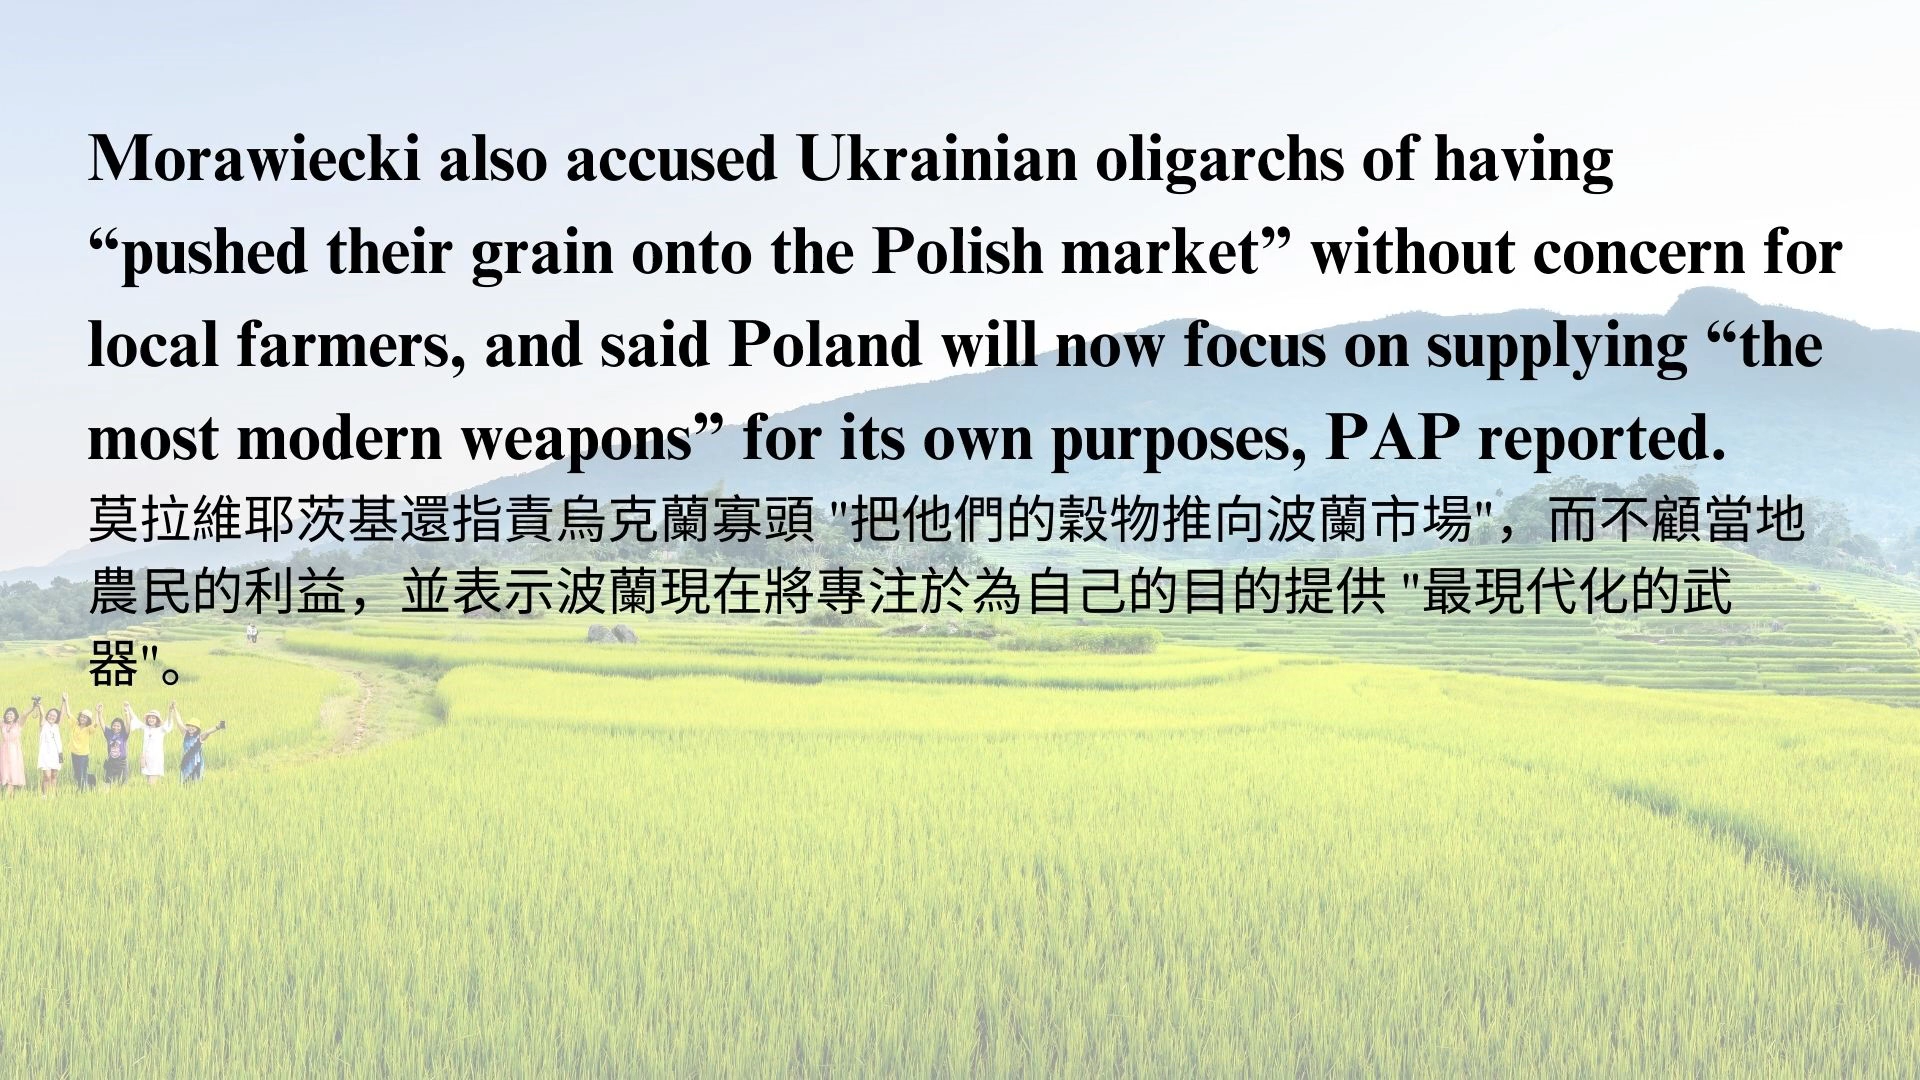 Morawiecki also accused Ukrainian oligarchs of having
“pushed their grain onto the Polish market” without concern for
local farmers, and said Poland will now focus on supplying “the
most modern weapons” for its own purposes, PAP reported.
莫拉維耶茨基還指責烏克蘭寡頭 "把他們的穀物推向波蘭市場"，而不顧當地
農民的利益，並表示波蘭現在將專注於為自己的目的提供 "最現代化的武
器"。